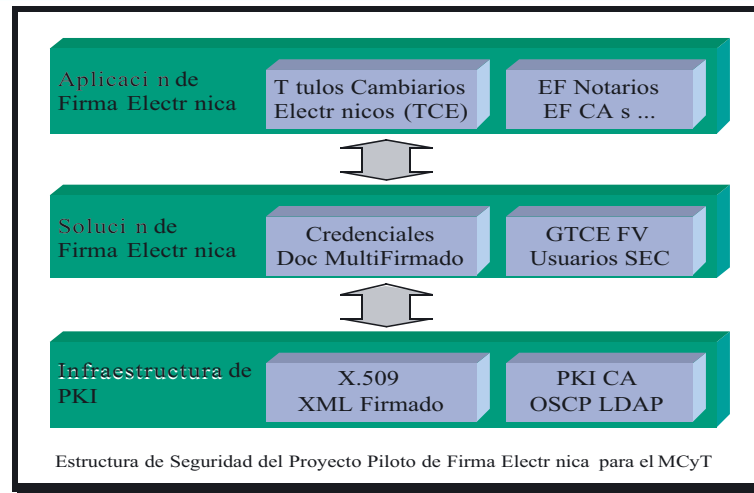 Aplicaci n de
Firma Electr nica
T tulos Cambiarios
Electr nicos (TCE)
EF Notarios
EF CA s ...
Soluci n de
Firma Electr nica
Credenciales
Doc MultiFirmado
GTCE FV
Usuarios SEC
Infraestructura de
PKI
X.509
XML Firmado
PKI CA
OSCP LDAP
Estructura de Seguridad del Proyecto Piloto de Firma Electr nica para el MCyT